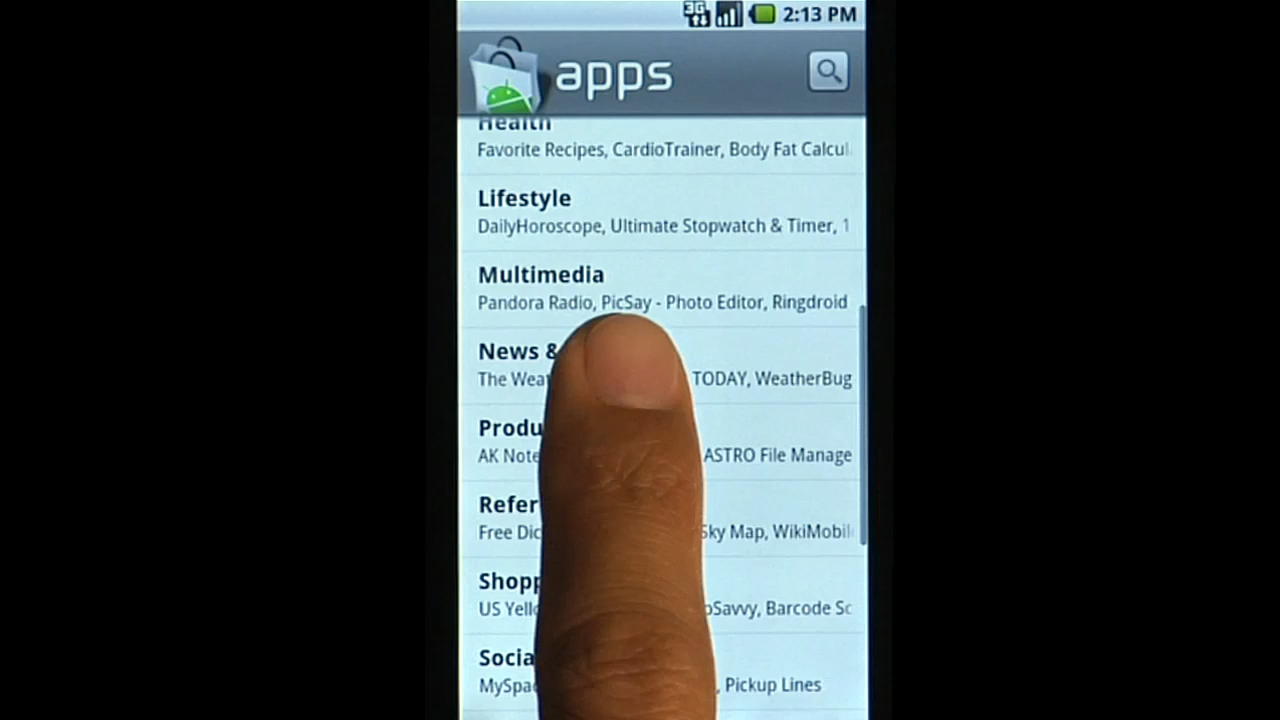 3G 2:13 PM
apps
Health
Favorite Recipes, CardioTrainer, Body Fat Calcul
Lifestyle
DailyHoroscope, Ultimate Stopwatch & Timer, 1
Multimedia
Pandora Radio, PicSay - Photo Editor, Ringdroid
News &
The Wea TODAY, WeatherBug
Produ
AK Note ASTRO File Manage
Refer
Free Dic Sky Map, WikiMobil
Shopp
US Yello oSavvy, Barcode Sc
Socia
MySpac , Pickup Lines